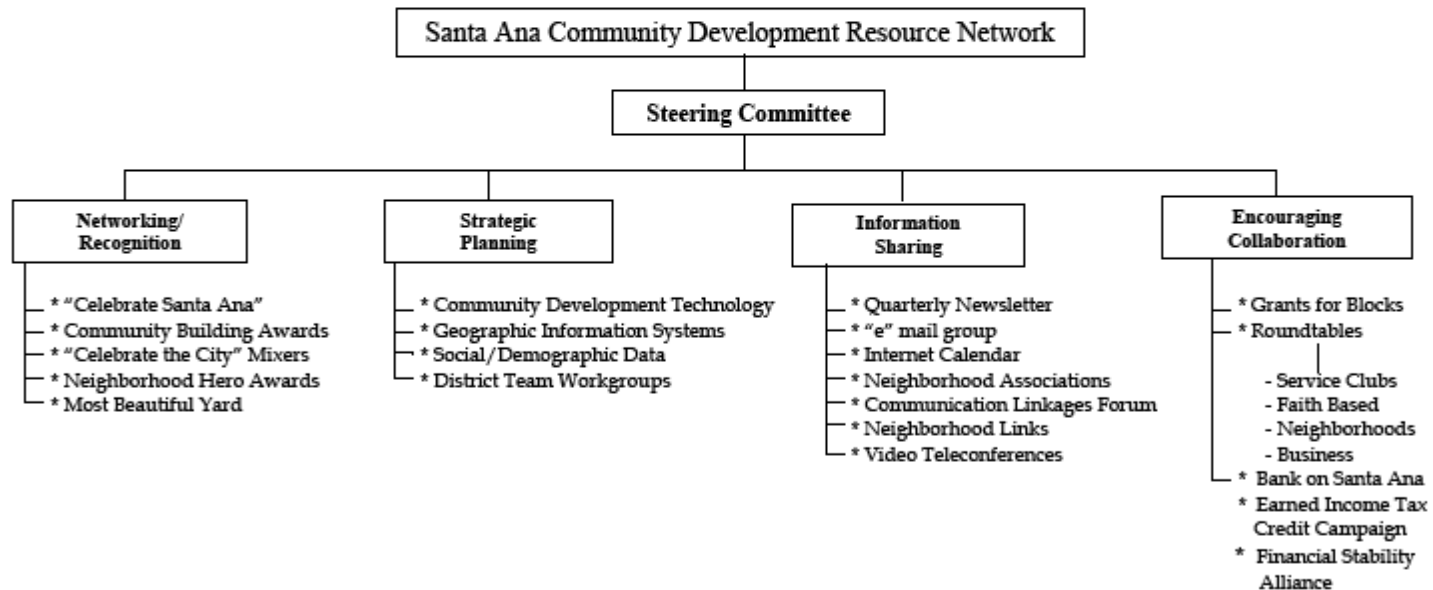 Santa Ana Community Development Resource Network
Steering Committee
Networking/
Recognition
* “Celebrate Santa Ana”
* Community Building Awards
* “Celebrate the City” Mixers
* Neighborhood Hero Awards
* Most Beautiful Yard
Strategic
Planning
* Community Development Technology
* Geographic Information Systems
* Social/Demographic Data
* District Team Workgroups
Information
Sharing
* Quarterly Newsletter
* “e” mail group
* Internet Calendar
* Neighborhood Associations
* Communication Linkages Forum
* Neighborhood Links
* Video Teleconferences
Encouraging
Collaboration
* Grants for Blocks
* Roundtables
- Service Clubs
- Faith Based
- Neighborhoods
- Business
* Bank on Santa Ana
* Earned Income Tax
Credit Campaign
* Financial Stability
Alliance